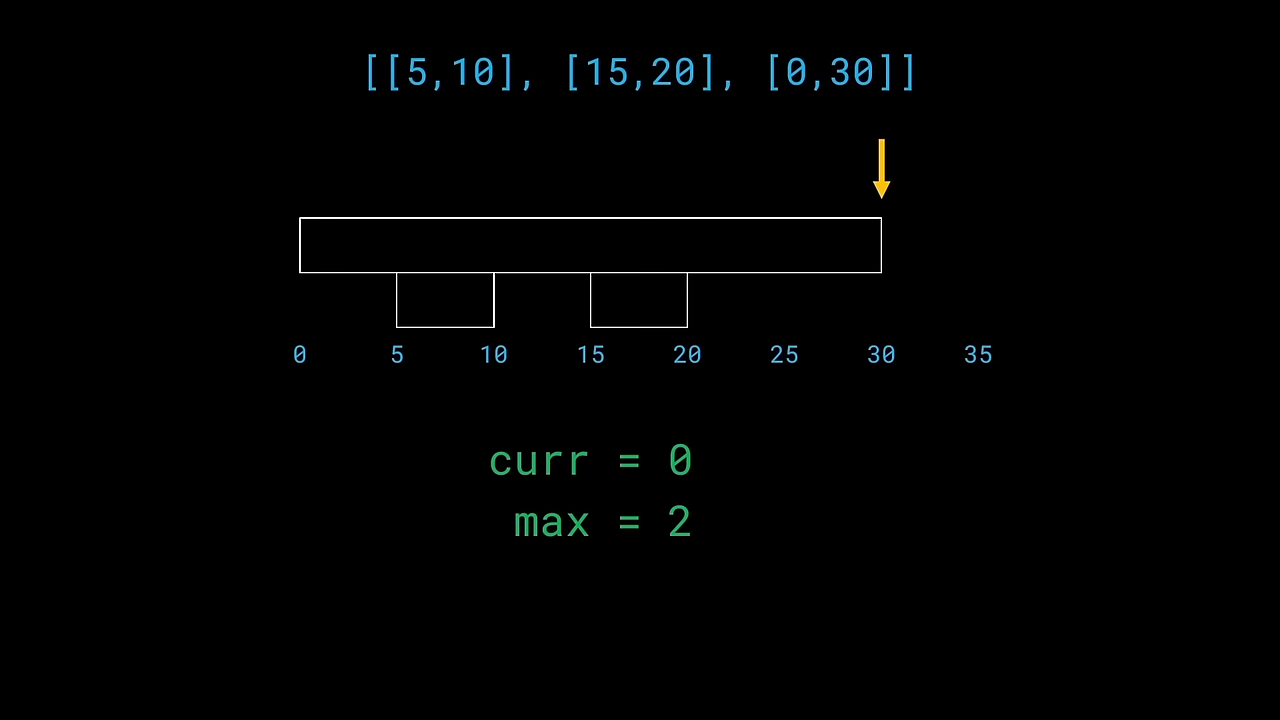 [[5,10], [15,20], [0,30]]
0 5 10 15 20 25 30 35
curr = 0
max = 2